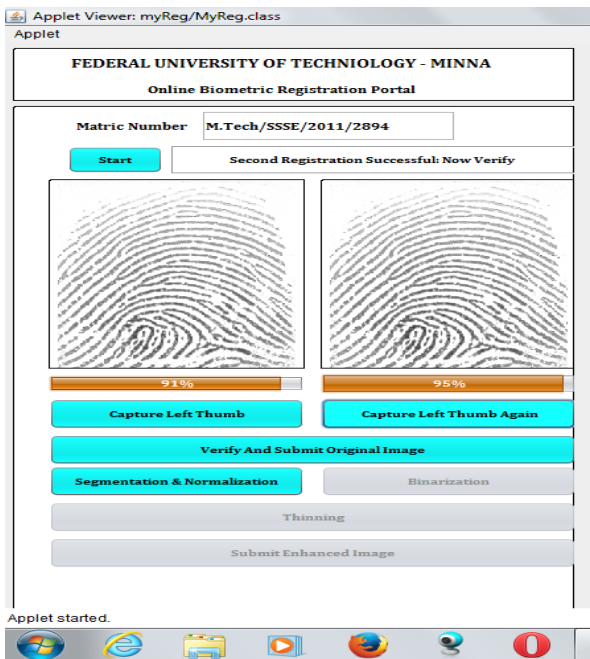 Applet Viewer: myReg/MyReg.class
Applet
FEDERAL UNIVERSITY OF TECHNIOLOGY - MINNA
Online Biometric Registration Portal
Matric Number M.Tech/SSSE/2011/2894
Start Second Registration Successful: Now Verify
91% 95%
Capture Left Thumb Capture Left Thumb Again
Verify And Submit Original Image
Segmentation & Normalization Binarization
Thinning
Submit Enhanced Image
Applet started.